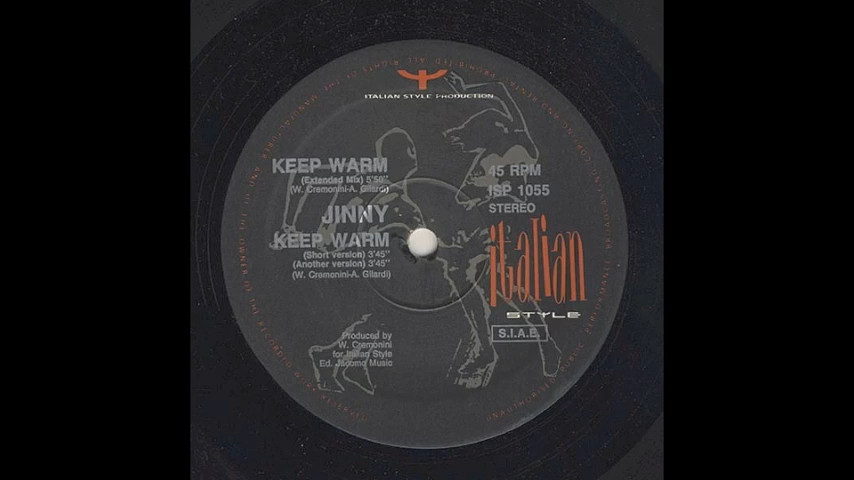 ITALIAN STYLE PRODUCTION
KEEP WARM
(Extended Mix) 5'50"
(W. Cremonini-A. Gilardi)
JINNY
KEEP WARM
(Short version) 3'45"
(Another version) 3'45"
(W. Cremonini-A. Gilardi)
45 RPM
ISP 1055
STEREO
italian
STYLE
S.I.A.E.
Produced by
W. Cremonini
for Italian Style
Ed. Jacomo Music